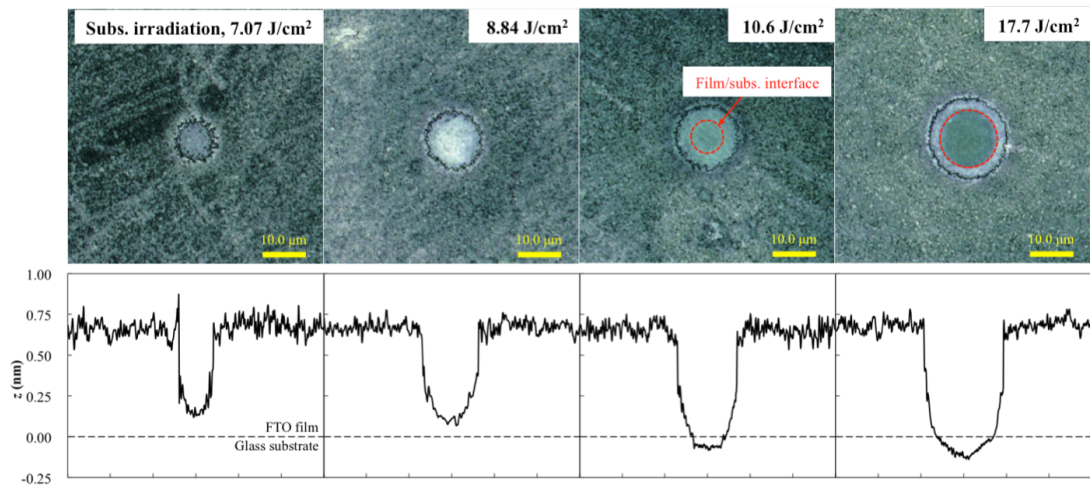 Subs. irradiation, 7.07 J/cm²
8.84 J/cm²
10.6 J/cm²
17.7 J/cm²
Film/subs. interface
10.0 μm
10.0 μm
10.0 μm
10.0 μm
1.00
0.75
0.50
0.25
0.00
-0.25
z (nm)
FTO film
Glass substrate